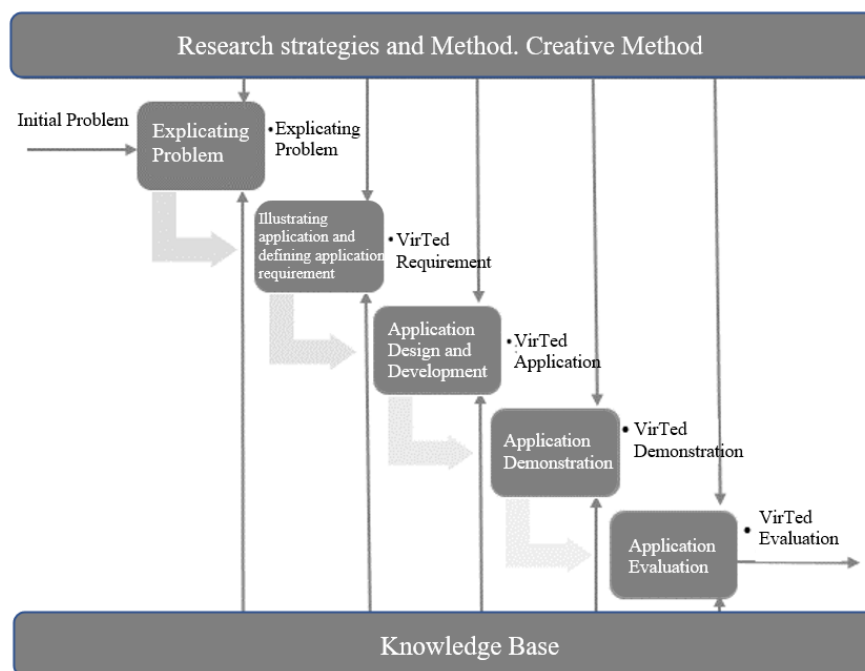 Research strategies and Method. Creative Method
Initial Problem
Explicating
Problem
•Explicating
Problem
Illustrating
application and
defining application
requirement
•VirTed
Requirement
Application
Design and
Development
•VirTed
Application
Application
Demonstration
• VirTed
Demonstration
Application
Evaluation
• VirTed
Evaluation
Knowledge Base